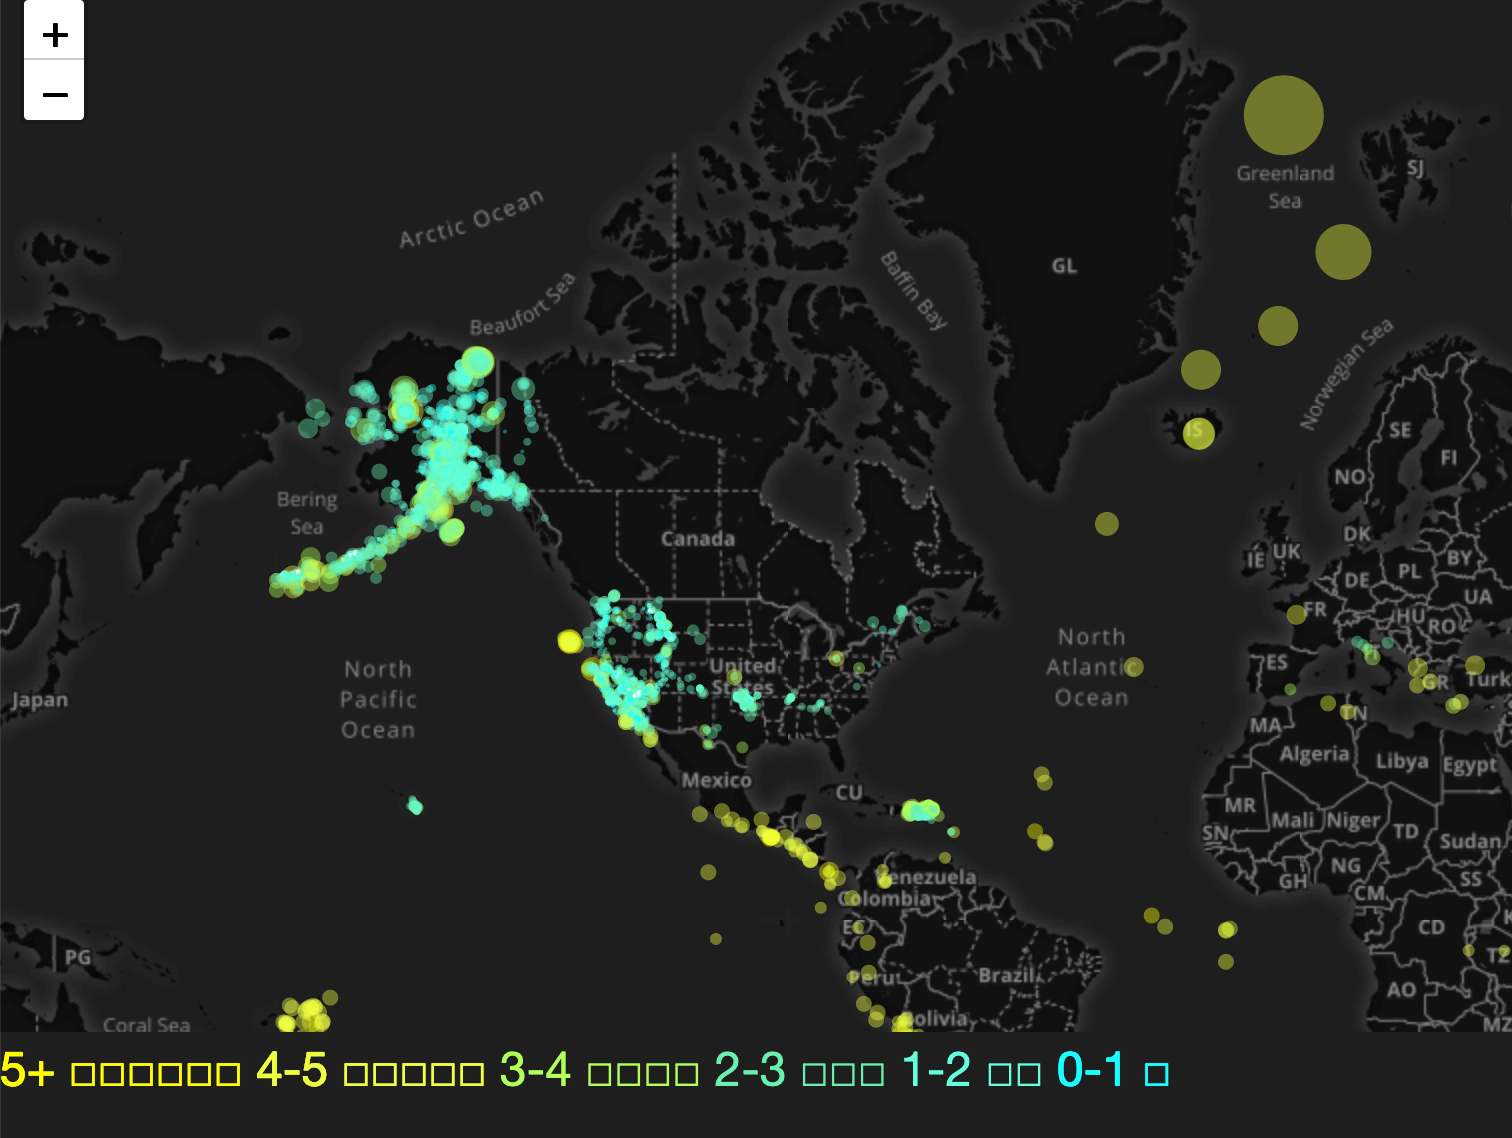 +
−
Greenland
Sea
SJ
Arctic Ocean
Baffin Bay
GL
Beaufort Sea
Norwegian Sea
IS
SE
FI
NO
Bering
Sea
Canada
DK
IE UK
BY
PL
DE
UA
FR
HU
RO
North
Pacific
Ocean
North
Atlantic
Ocean
United
States
ES
IT
GR
Turk
Japan
MA
TN
Algeria
Libya
Egypt
Mexico
CU
MR
Mali
Niger
TD
SN
Sudan
GH
NG
SS
CM
Venezuela
Colombia
EC
CD
TZ
PG
Peru
Brazil
AO
Coral Sea
Bolivia
MZ
5+ □□□□□□ 4-5 □□□□□ 3-4 □□□□ 2-3 □□□ 1-2 □□ 0-1 □